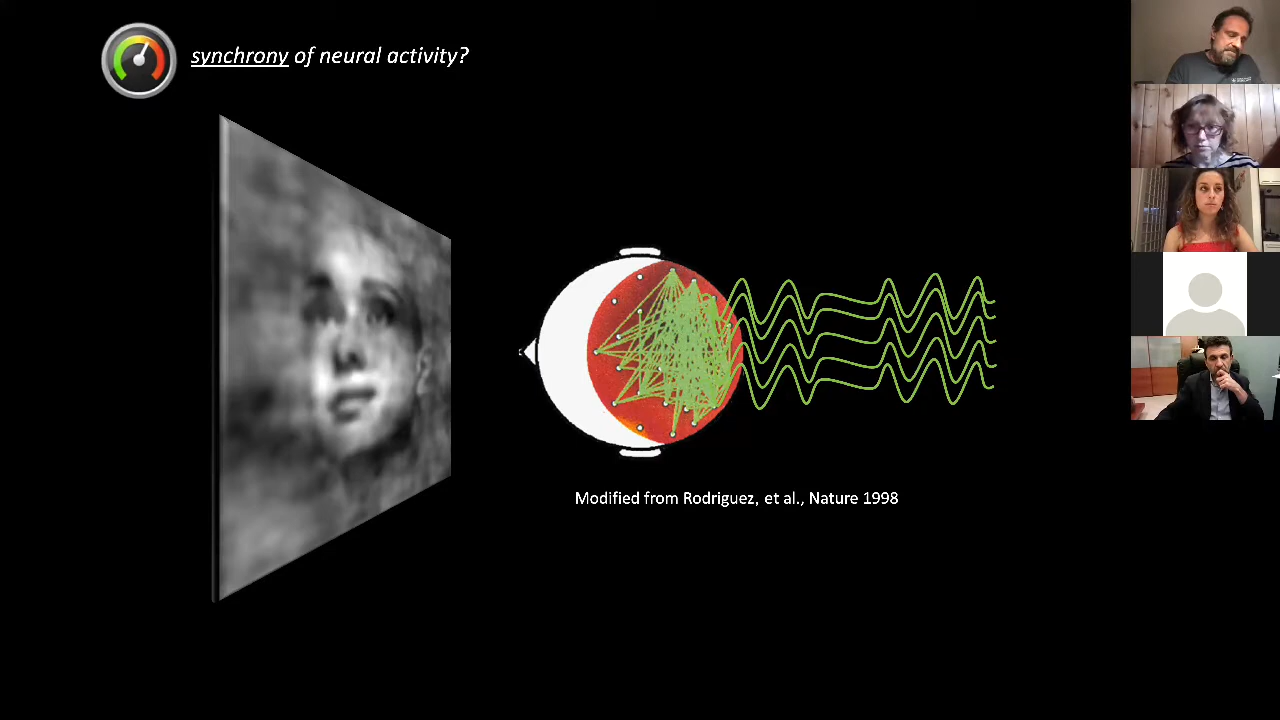 synchrony of neural activity?
Modified from Rodriguez, et al., Nature 1998